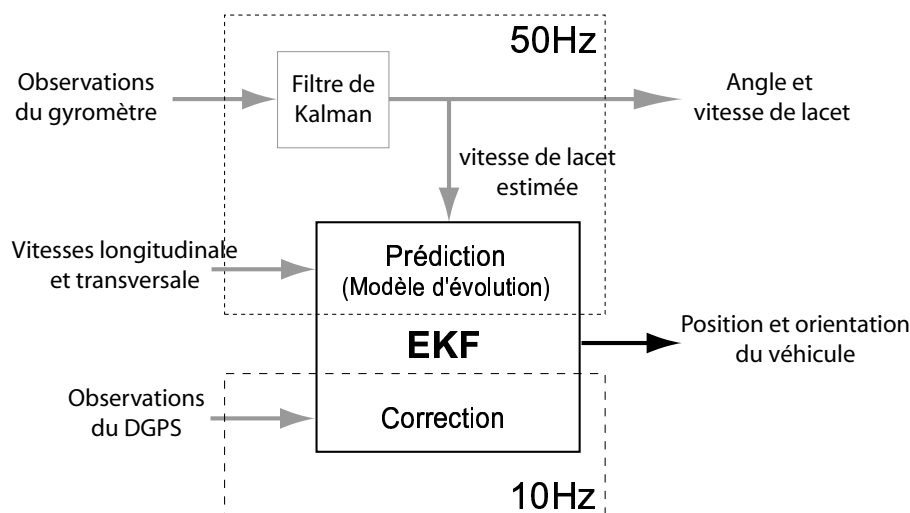 50Hz
Observations
du gyromètre
Filtre de
Kalman
Angle et
vitesse de lacet
vitesse de lacet
estimée
Vitesses longitudinale
et transversale
Prédiction
(Modèle d'évolution)
EKF
Position et orientation
du véhicule
Observations
du DGPS
Correction
10Hz